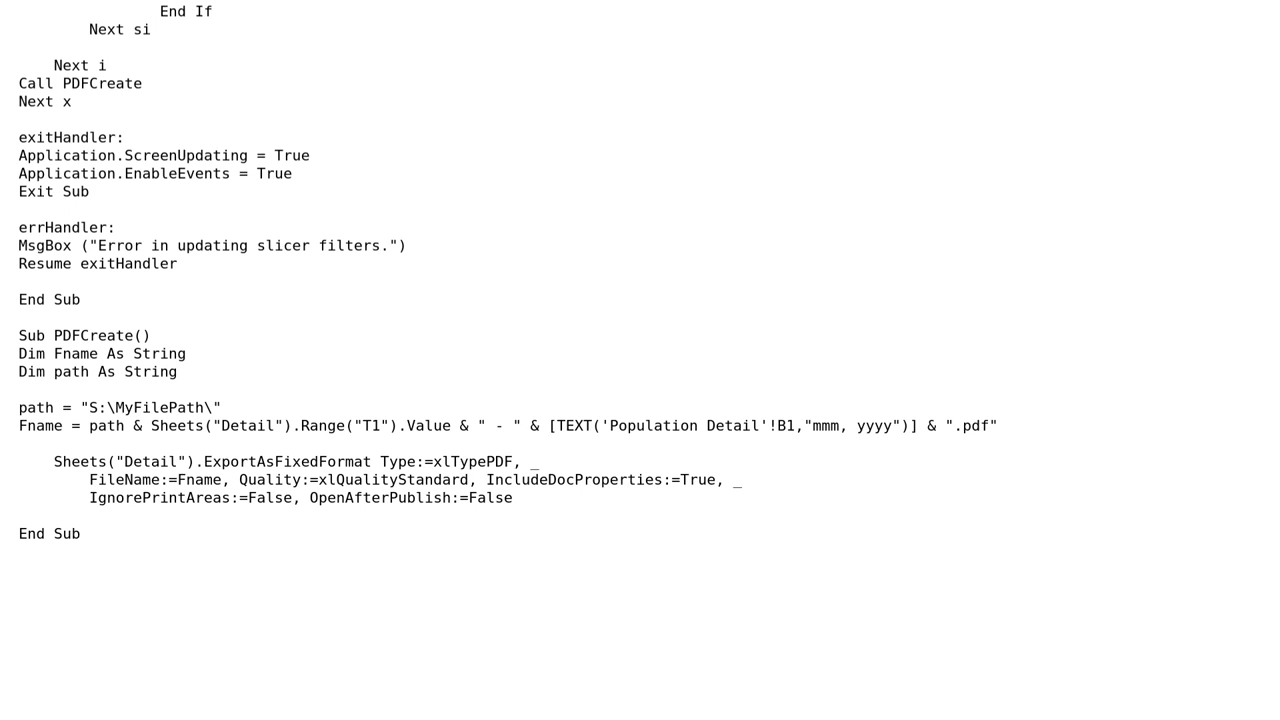 End If
Next si
Next i
Call PDFCreate
Next x
exitHandler:
Application.ScreenUpdating = True
Application.EnableEvents = True
Exit Sub
errHandler:
MsgBox ("Error in updating slicer filters.")
Resume exitHandler
End Sub
Sub PDFCreate()
Dim Fname As String
Dim path As String
path = "S:\MyFilePath\"
Fname = path & Sheets("Detail").Range("T1").Value & " - " & [TEXT('Population Detail'!B1,"mmm, yyyy")] & ".pdf"
Sheets("Detail").ExportAsFixedFormat Type:=xlTypePDF, _
FileName:=Fname, Quality:=xlQualityStandard, IncludeDocProperties:=True, _
IgnorePrintAreas:=False, OpenAfterPublish:=False
End Sub